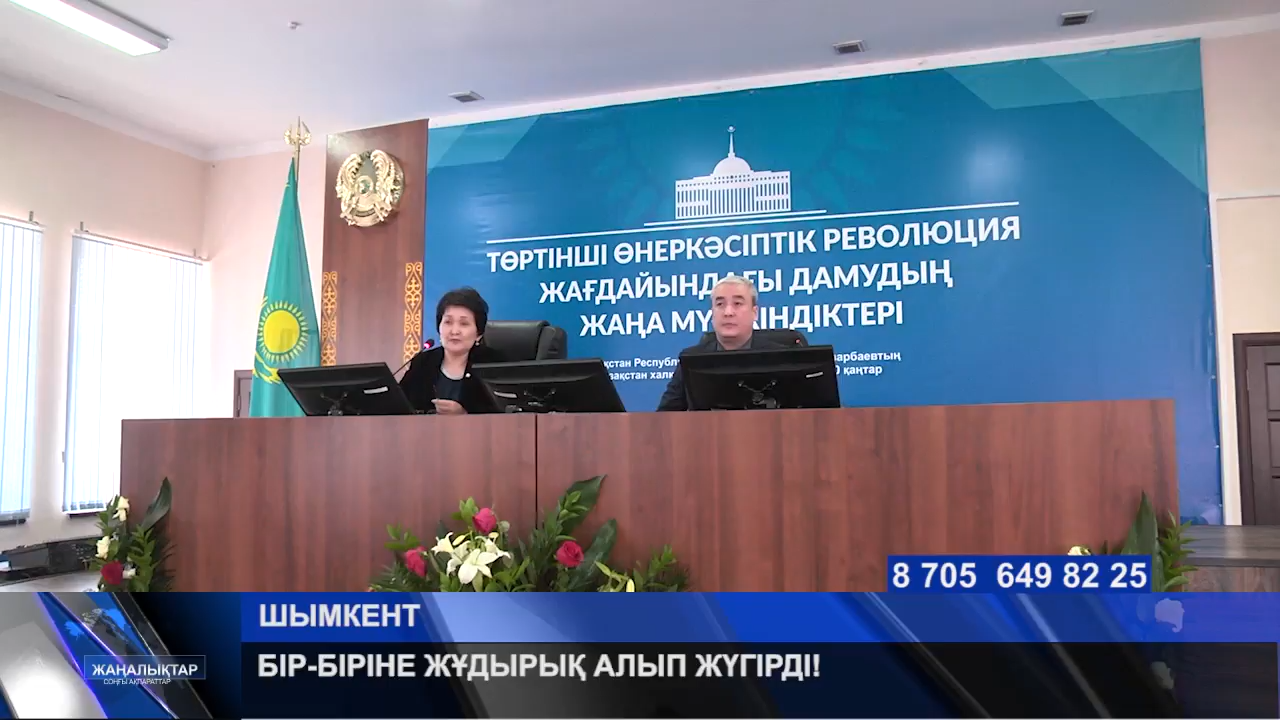 ТӨРТІНШІ ӨНЕРКӘСІПТІК РЕВОЛЮЦИЯ
ЖАҒДАЙЫНДАҒЫ ДАМУДЫҢ
ЖАҢА
8 705 649 82 25
ШЫМКЕНТ
БІР-БІРІНЕ ЖҰДЫРЫҚ АЛЫП ЖҮГІРДІ!
ЖАҢАЛЫҚТАР
СОҢҒЫ АҚПАРАТТАР